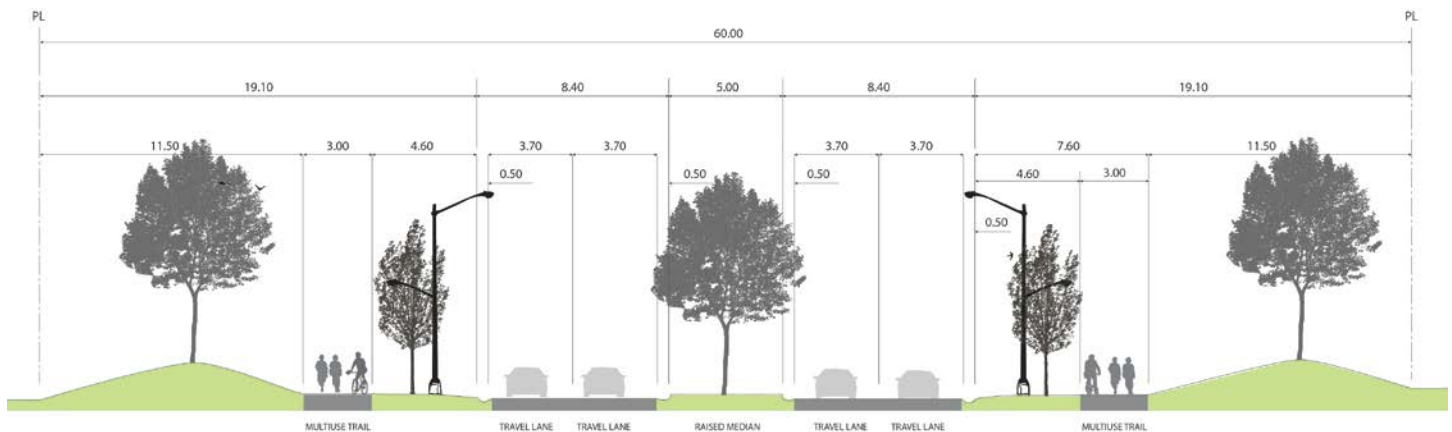 PL PL
60.00
19.10 8.40 5.00 8.40 19.10
11.50 3.00 4.60 3.70 3.70 3.70 3.70 7.60 11.50
0.50 0.50 0.50 4.60 3.00
0.50
MULTIUSE TRAIL TRAVEL LANE TRAVEL LANE RAISED MEDIAN TRAVEL LANE TRAVEL LANE MULTIUSE TRAIL